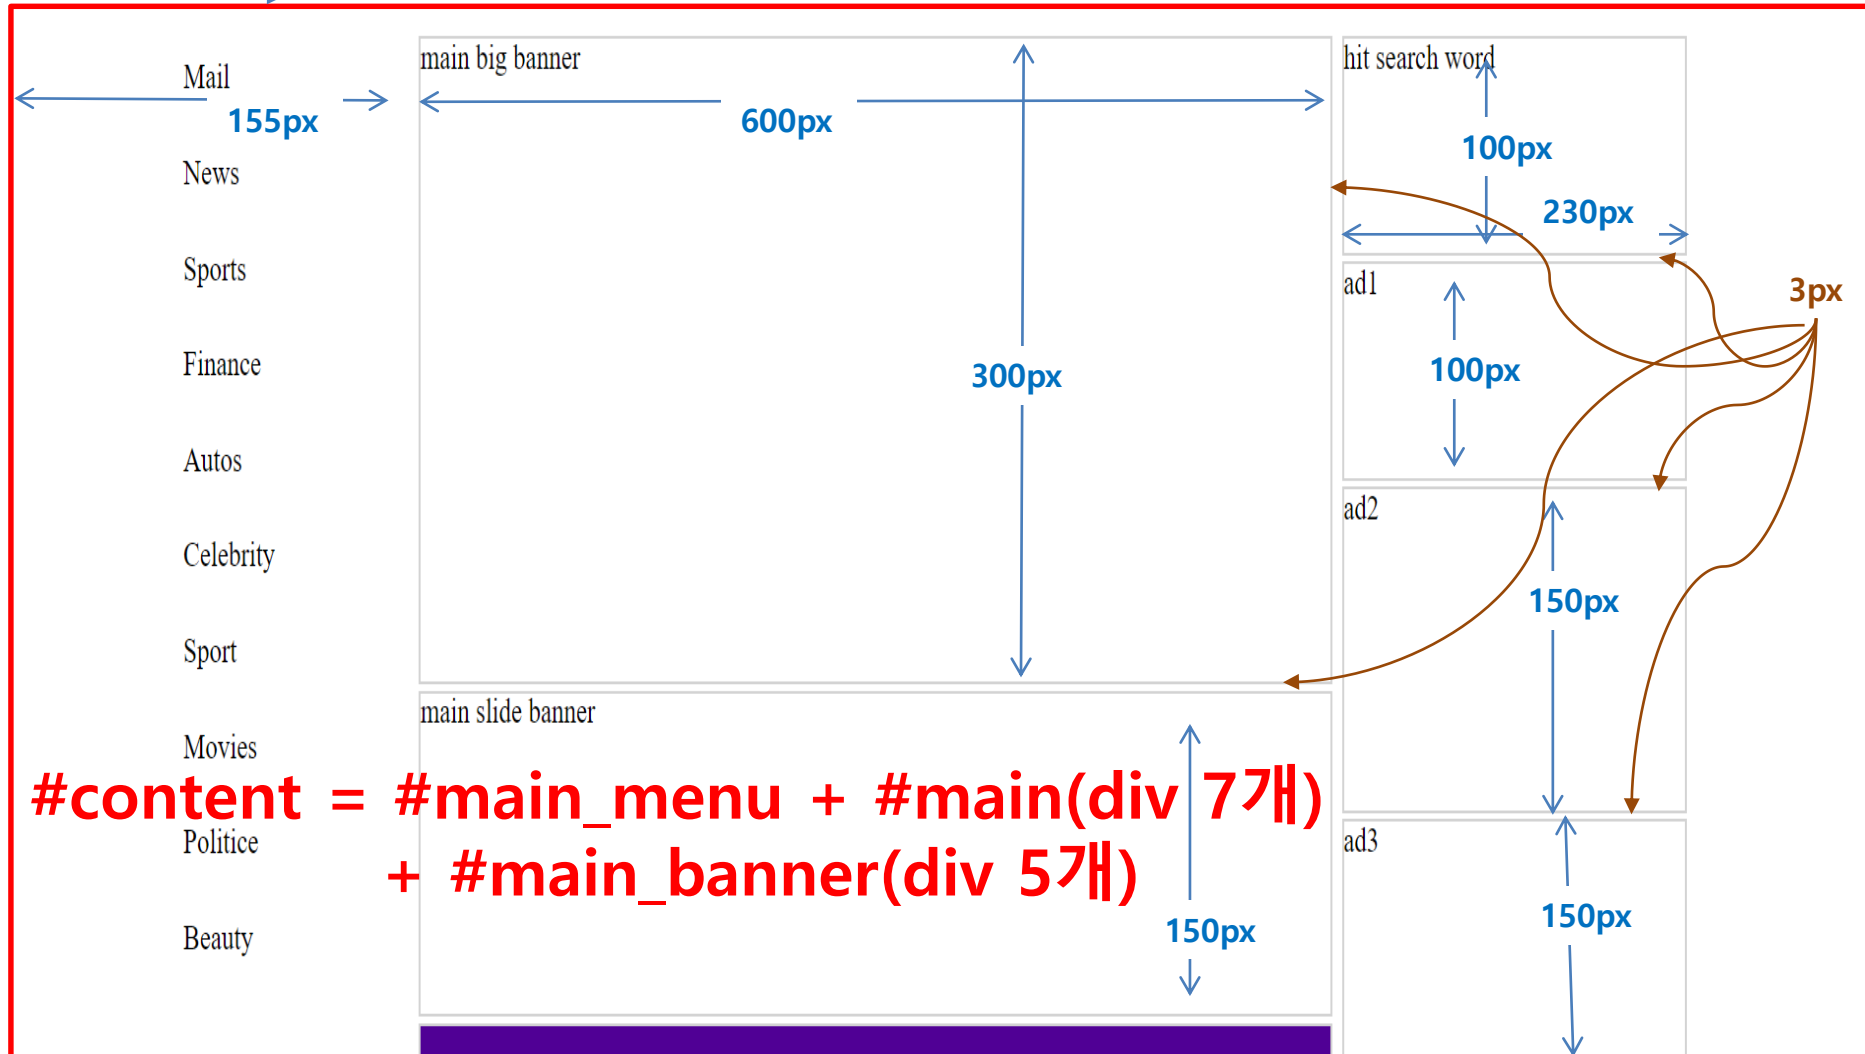 Mail
155px
News
Sports
Finance
Autos
Celebrity
Sport
Movies
Politice
Beauty
main big banner
600px
300px
main slide banner
150px
#content = #main_menu + #main(div 7개)
+ #main_banner(div 5개)
hit search word
100px
230px
ad1
100px
3px
ad2
150px
ad3
150px